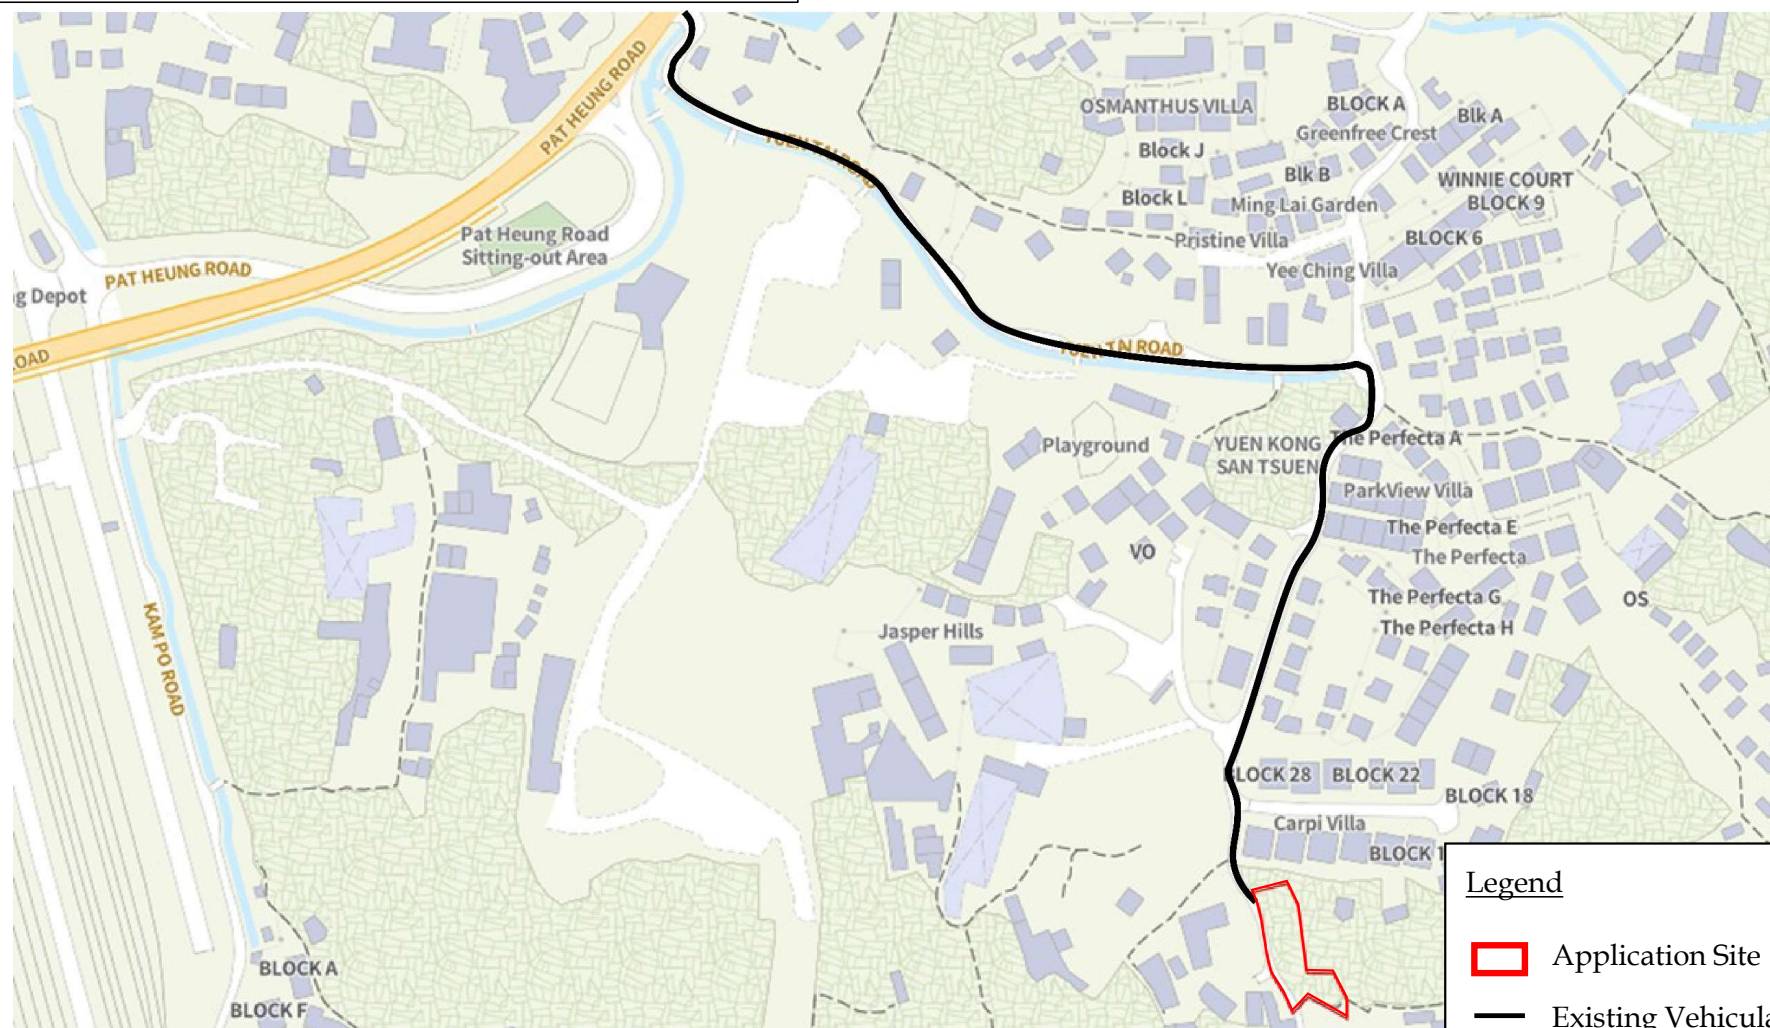 PAT HEUNG ROAD
OSMANTHUS VILLA
BLOCK A
Greenfree Crest
Blk A
Block J
Blk B
WINNIE COURT
BLOCK 9
Block L
Ming Lai Garden
Pristine Villa
BLOCK 6
Yee Ching Villa
Pat Heung Road
Sitting-out Area
PAT HEUNG ROAD
g Depot
OAD
YUEN TAI ROAD
Playground
YUEN KONG
SAN TSUEN
The Perfecta A
ParkView Villa
The Perfecta E
The Perfecta
VO
The Perfecta G
OS
The Perfecta H
Jasper Hills
KAM PO ROAD
BLOCK 28
BLOCK 22
BLOCK 18
Carpi Villa
BLOCK 1
Legend
Application Site
BLOCK A
BLOCK F
Existing Vehicula